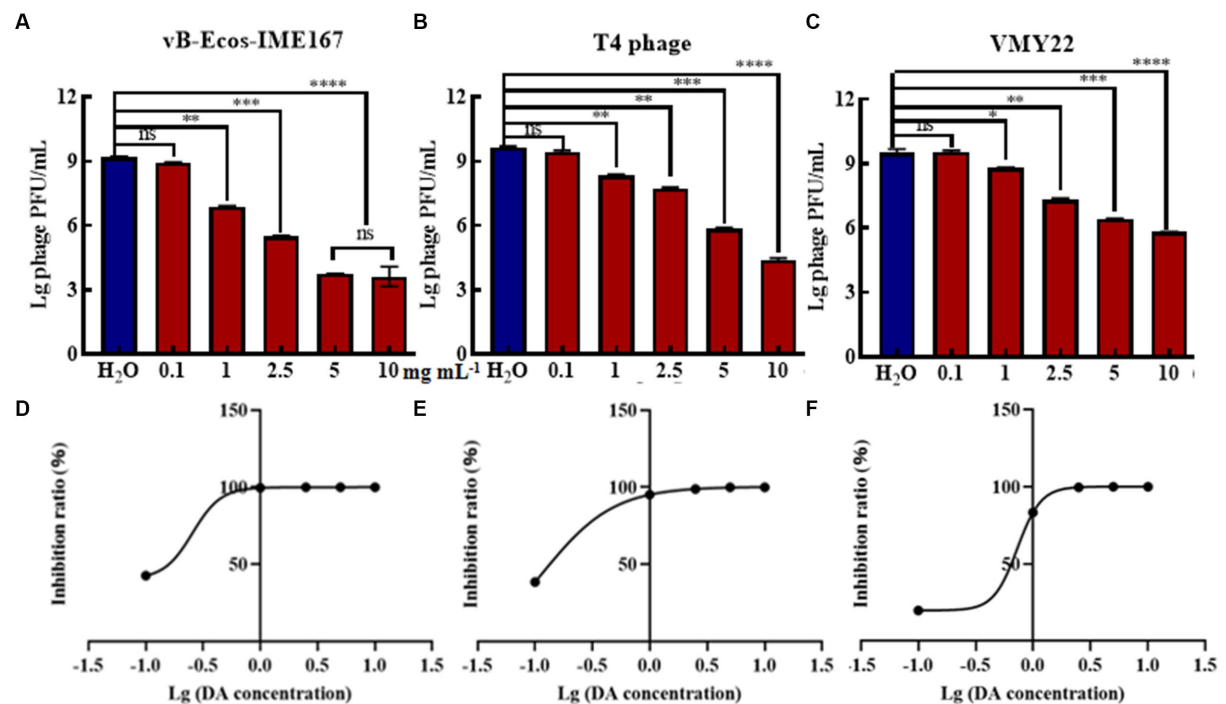 A
B
C
vB-Ecos-IME167
T4 phage
VMY22
Lg phage PFU/mL
12
9
6
3
0
ns
**
***
****
ns
H₂O 0.1 1 2.5 5 10 mg mL⁻¹
Lg phage PFU/mL
12
9
6
3
0
ns
**
**
***
****
H₂O 0.1 1 2.5 5 10
Lg phage PFU/mL
12
9
6
3
0
ns
*
**
***
****
H₂O 0.1 1 2.5 5 10
D
E
F
Inhibition ratio (%)
150
100
50
-1.5 -1.0 -0.5 0.0 0.5 1.0 1.5
Lg (DA concentration)
Inhibition ratio (%)
150
100
50
-1.5 -1.0 -0.5 0.0 0.5 1.0 1.5
Lg (DA concentration)
Inhibition ratio (%)
150
100
50
-1.5 -1.0 -0.5 0.0 0.5 1.0 1.5
Lg (DA concentration)